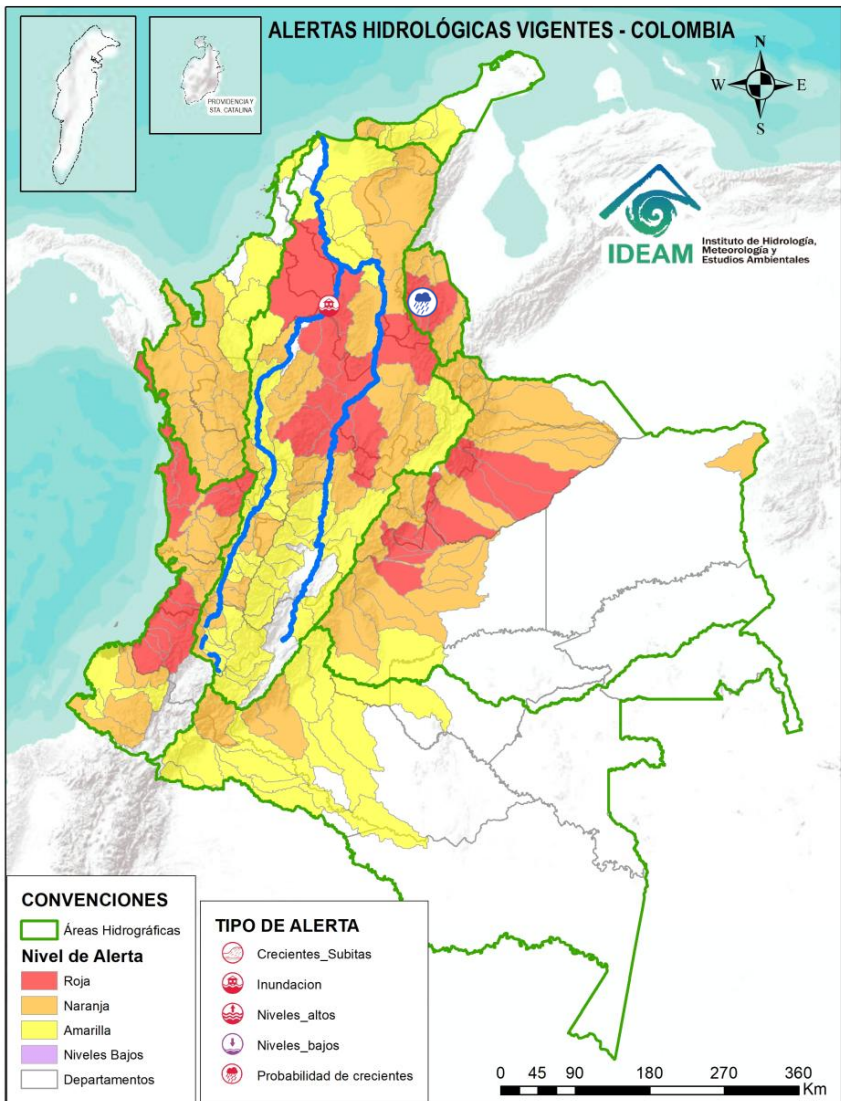 ALERTAS HIDROLÓGICAS VIGENTES - COLOMBIA
PROVIDENCIA Y
STA. CATALINA
N
W
E
S
IDEAM
Instituto de Hidrología,
Meteorología y
Estudios Ambientales
CONVENCIONES
Áreas Hidrográficas
Nivel de Alerta
Roja
Naranja
Amarilla
Niveles Bajos
Departamentos
TIPO DE ALERTA
Crecientes_Subitas
Inundacion
Niveles_altos
Niveles_bajos
Probabilidad de crecientes
0 45 90 180 270 360
Km